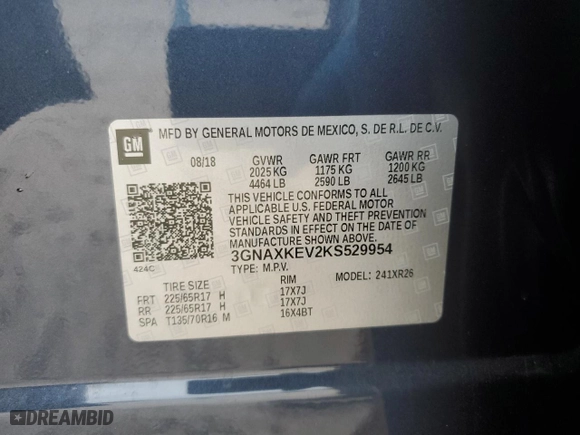 GM
MFD BY GENERAL MOTORS DE MEXICO, S. DE R.L. DE C.V.
08/18 GVWR GAWR FRT GAWR RR
2025 KG 1175 KG 1200 KG
4464 LB 2590 LB 2645 LB
THIS VEHICLE CONFORMS TO ALL
APPLICABLE U.S. FEDERAL MOTOR
VEHICLE SAFETY AND THEFT PREVENTION
STANDARDS IN EFFECT ON THE DATE OF
MANUFACTURE SHOWN ABOVE.
3GNAXKEV2KS529954
424C
TYPE: M.P.V. MODEL: 241XR26
TIRE SIZE RIM
FRT 225/65R17 H 17X7J
RR 225/65R17 H 17X7J
SPA T135/70R16 M 16X4BT
DREAMBID